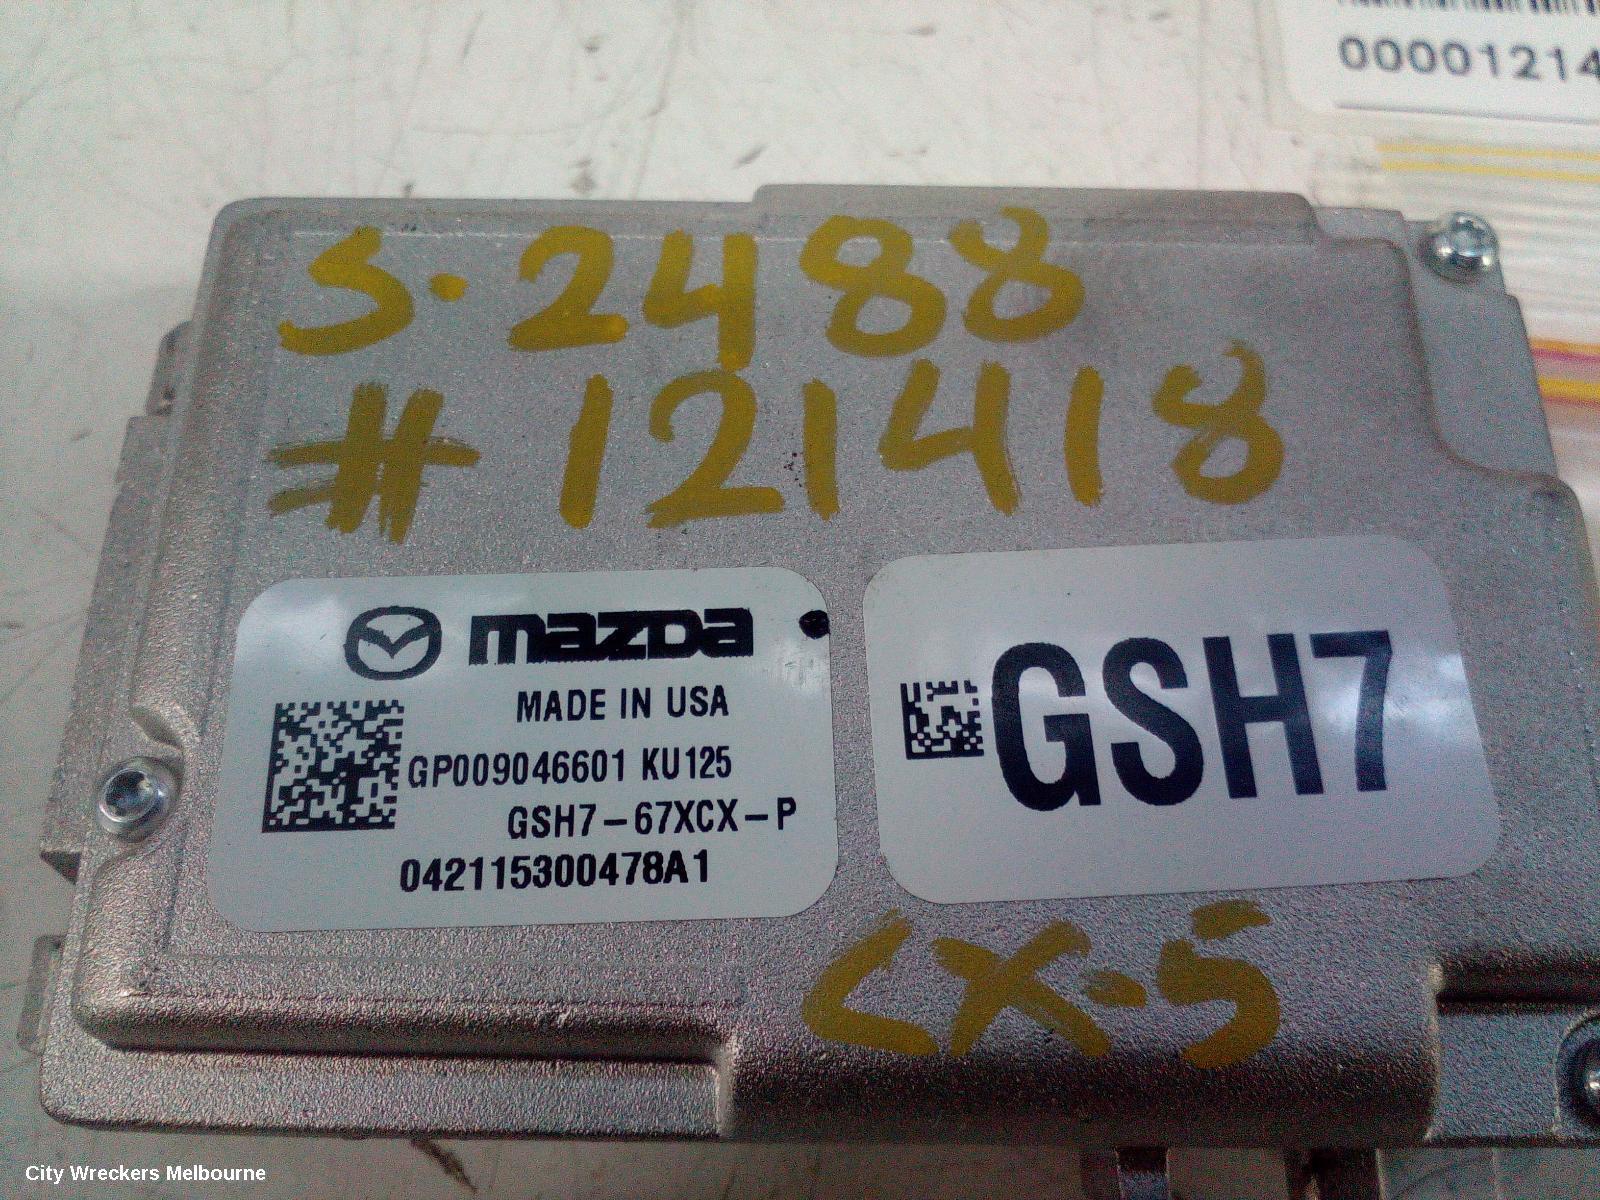 00001214
S.2488
# 121418
mazda
MADE IN USA
GP009046601 KU125
GSH7-67XCX-P
042115300478A1
GSH7
CX-5
City Wreckers Melbourne